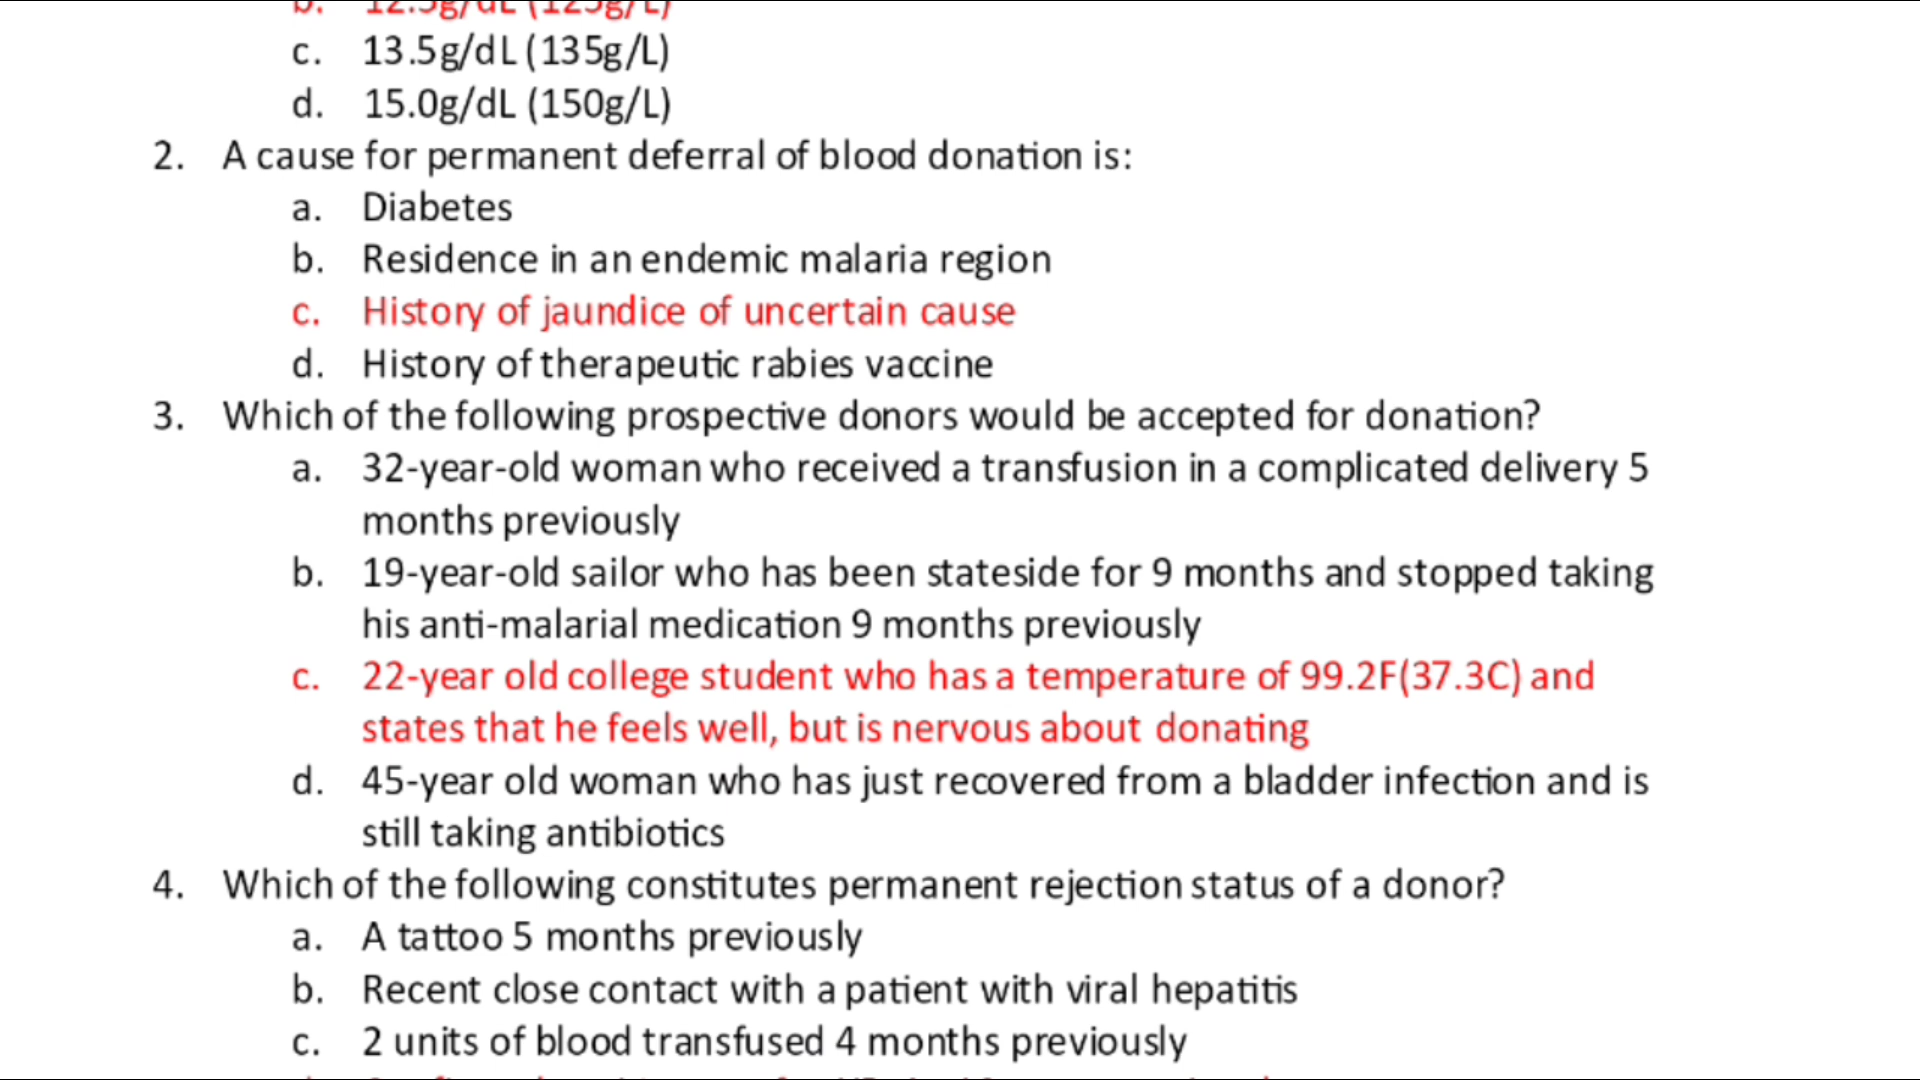 b. 12.5g/dL (125g/L)
c. 13.5g/dL (135g/L)
d. 15.0g/dL (150g/L)
2. A cause for permanent deferral of blood donation is:
a. Diabetes
b. Residence in an endemic malaria region
c. History of jaundice of uncertain cause
d. History of therapeutic rabies vaccine
3. Which of the following prospective donors would be accepted for donation?
a. 32-year-old woman who received a transfusion in a complicated delivery 5
months previously
b. 19-year-old sailor who has been stateside for 9 months and stopped taking
his anti-malarial medication 9 months previously
c. 22-year old college student who has a temperature of 99.2F(37.3C) and
states that he feels well, but is nervous about donating
d. 45-year old woman who has just recovered from a bladder infection and is
still taking antibiotics
4. Which of the following constitutes permanent rejection status of a donor?
a. A tattoo 5 months previously
b. Recent close contact with a patient with viral hepatitis
c. 2 units of blood transfused 4 months previously